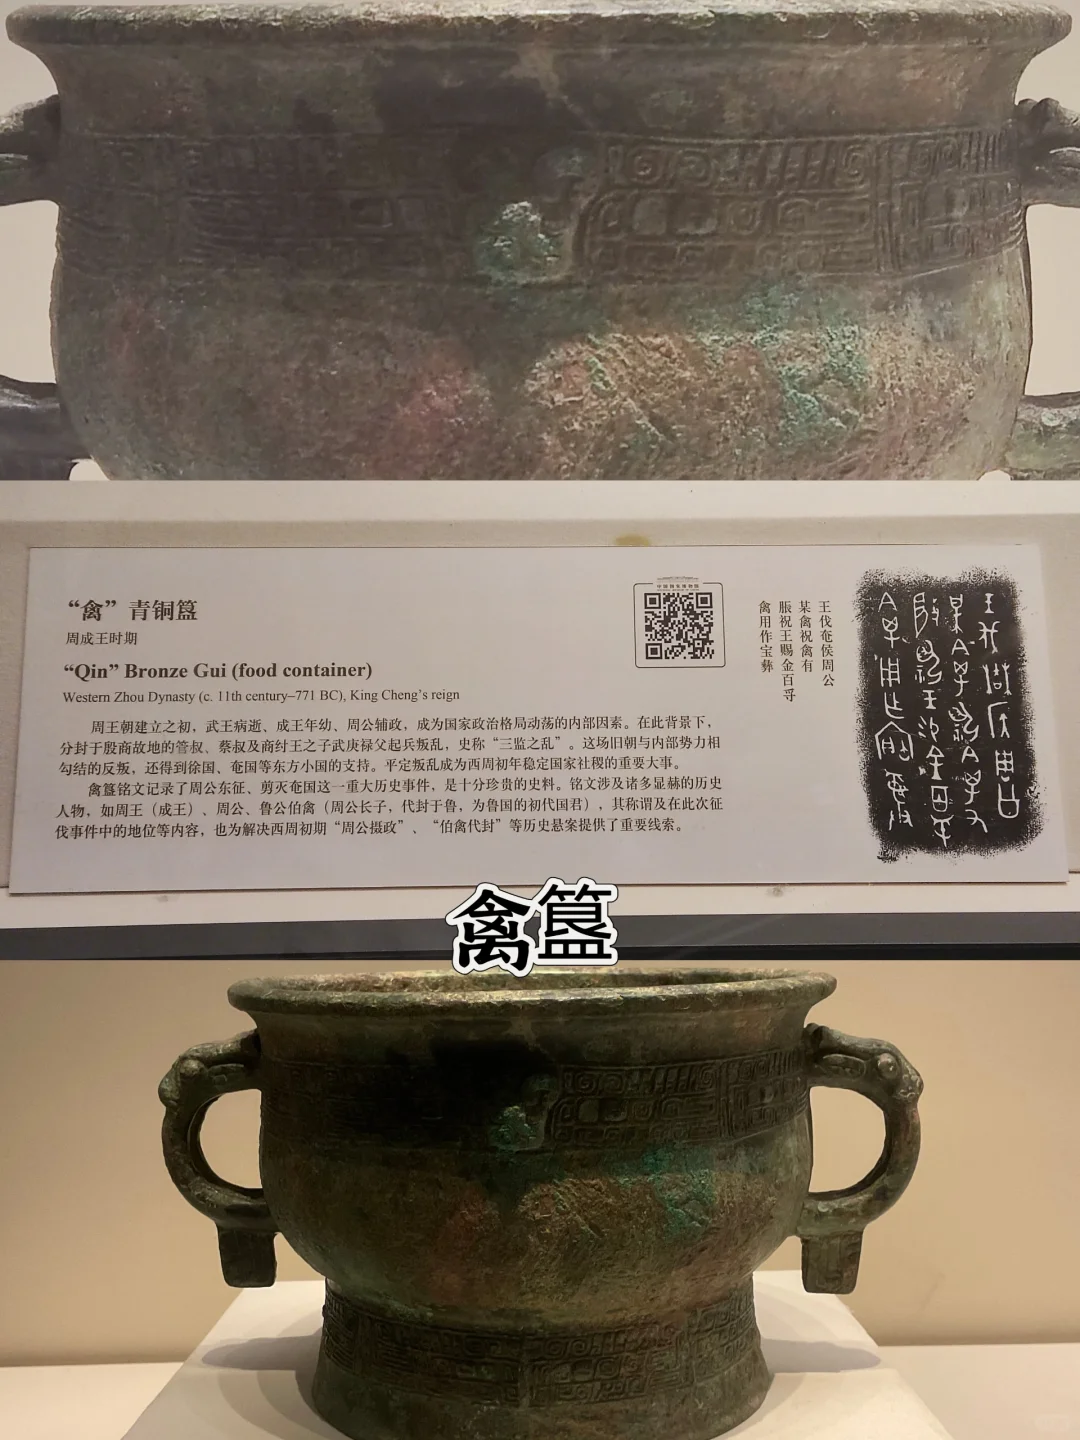 “禽”青铜簋
周成王时期
“Qin” Bronze Gui (food container)
Western Zhou Dynasty (c. 11th century–771 BC), King Cheng’s reign
周王朝建立之初，武王病逝、成王年幼、周公辅政，成为国家政治格局动荡的内部因素。在此背景下，
分封于殷商故地的管叔、蔡叔及商纣王之子武庚禄父起兵叛乱，史称“三监之乱”。这场旧朝与内部势力相
勾结的反叛，还得到徐国、奄国等东方小国的支持。平定叛乱成为西周初年稳定国家社稷的重要大事。
禽簋铭文记录了周公东征、剪灭奄国这一重大历史事件，是十分珍贵的史料。铭文涉及诸多显赫的历史
人物，如周王（成王）、周公、鲁公伯禽（周公长子，代封于鲁，为鲁国的初代国君），其称谓及在此次征
伐事件中的地位等内容，也为解决西周初期“周公摄政”、“伯禽代封”等历史悬案提供了重要线索。
王伐奄侯周公
某禽祝禽有
脤祝王赐金百寽
禽用作宝彝
禽簋